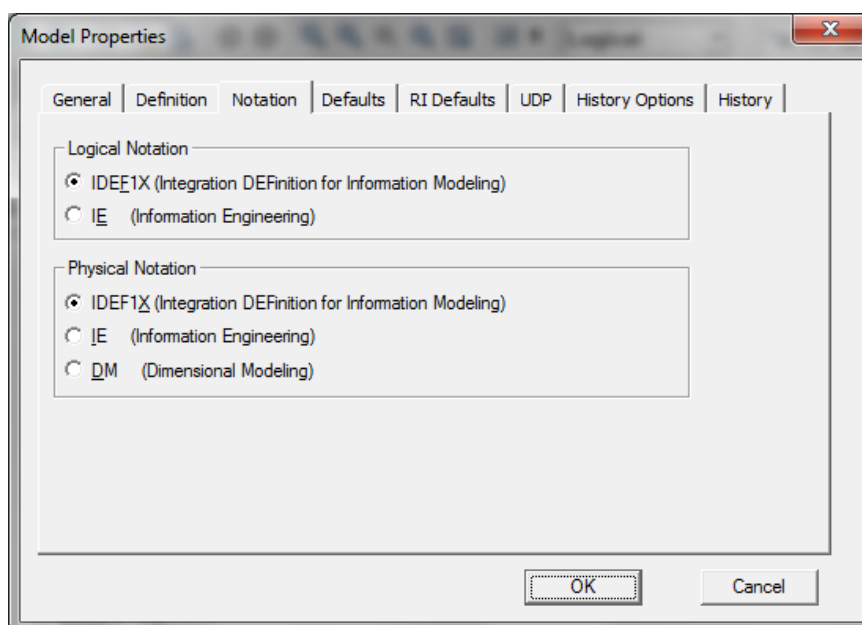 Model Properties
Logical
General Definition Notation Defaults RI Defaults UDP History Options History
Logical Notation
IDEF1X (Integration DEFinition for Information Modeling)
IE (Information Engineering)
Physical Notation
IDEF1X (Integration DEFinition for Information Modeling)
IE (Information Engineering)
DM (Dimensional Modeling)
OK Cancel